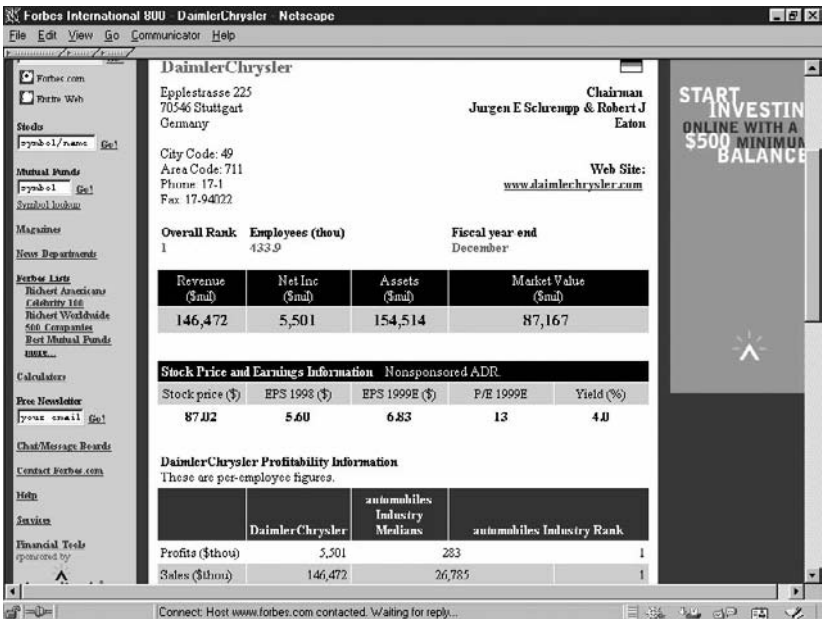 Forbes International 800 - DaimlerChrysler - Netscape
File Edit View Go Communicator Help
Forbes.com
Entire Web
Stocks
symbol/name Go!
Mutual Funds
symbol Go!
Symbol lookup
Magazines
News Departments
Forbes Lists
Richest Americans
Celebrity 100
Richest Worldwide
500 Companies
Best Mutual Funds
more...
Calculators
Free Newsletter
your email Go!
Chat/Message Boards
Contact Forbes.com
Help
Services
Financial Tools
sponsored by
DaimlerChrysler
Epplestrasse 225
70546 Stuttgart
Germany
Chairman
Jurgen E Schrempp & Robert J
Eaton
City Code: 49
Area Code: 711
Phone: 17-1
Fax: 17-94022
Web Site:
www.daimlechrysler.com
Overall Rank Employees (thou) Fiscal year-end
1 433.9 December
Revenue ($mil) Net Inc ($mil) Assets ($mil) Market Value ($mil)
146,472 5,501 154,514 87,167
Stock Price and Earnings Information Nonsponsored ADR.
Stock price ($) EPS 1998 ($) EPS 1999E ($) P/E 1999E Yield (%)
87.02 5.60 6.83 13 4.0
DaimlerChrysler Profitability Information
These are per-employee figures.
DaimlerChrysler automobiles Industry Medians automobiles Industry Rank
Profits ($thou) 5,501 283 1
Sales ($thou) 146,472 26,785 1
START
INVESTIN
ONLINE WITH A
$500 MINIMUM
BALANCE
Connect: Host www.forbes.com contacted. Waiting for reply...